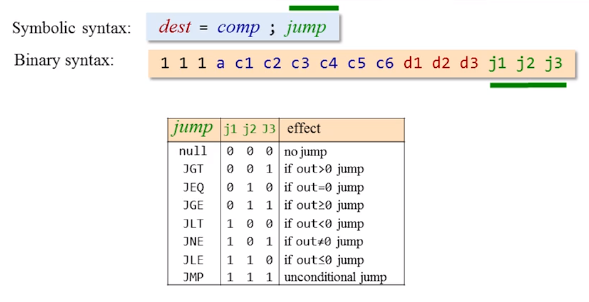 Symbolic syntax: dest = comp ; jump
Binary syntax: 1 1 1 a c1 c2 c3 c4 c5 c6 d1 d2 d3 j1 j2 j3
jump j1 j2 J3 effect
null 0 0 0 no jump
JGT 0 0 1 if out>0 jump
JEQ 0 1 0 if out=0 jump
JGE 0 1 1 if out≥0 jump
JLT 1 0 0 if out<0 jump
JNE 1 0 1 if out≠0 jump
JLE 1 1 0 if out≤0 jump
JMP 1 1 1 unconditional jump